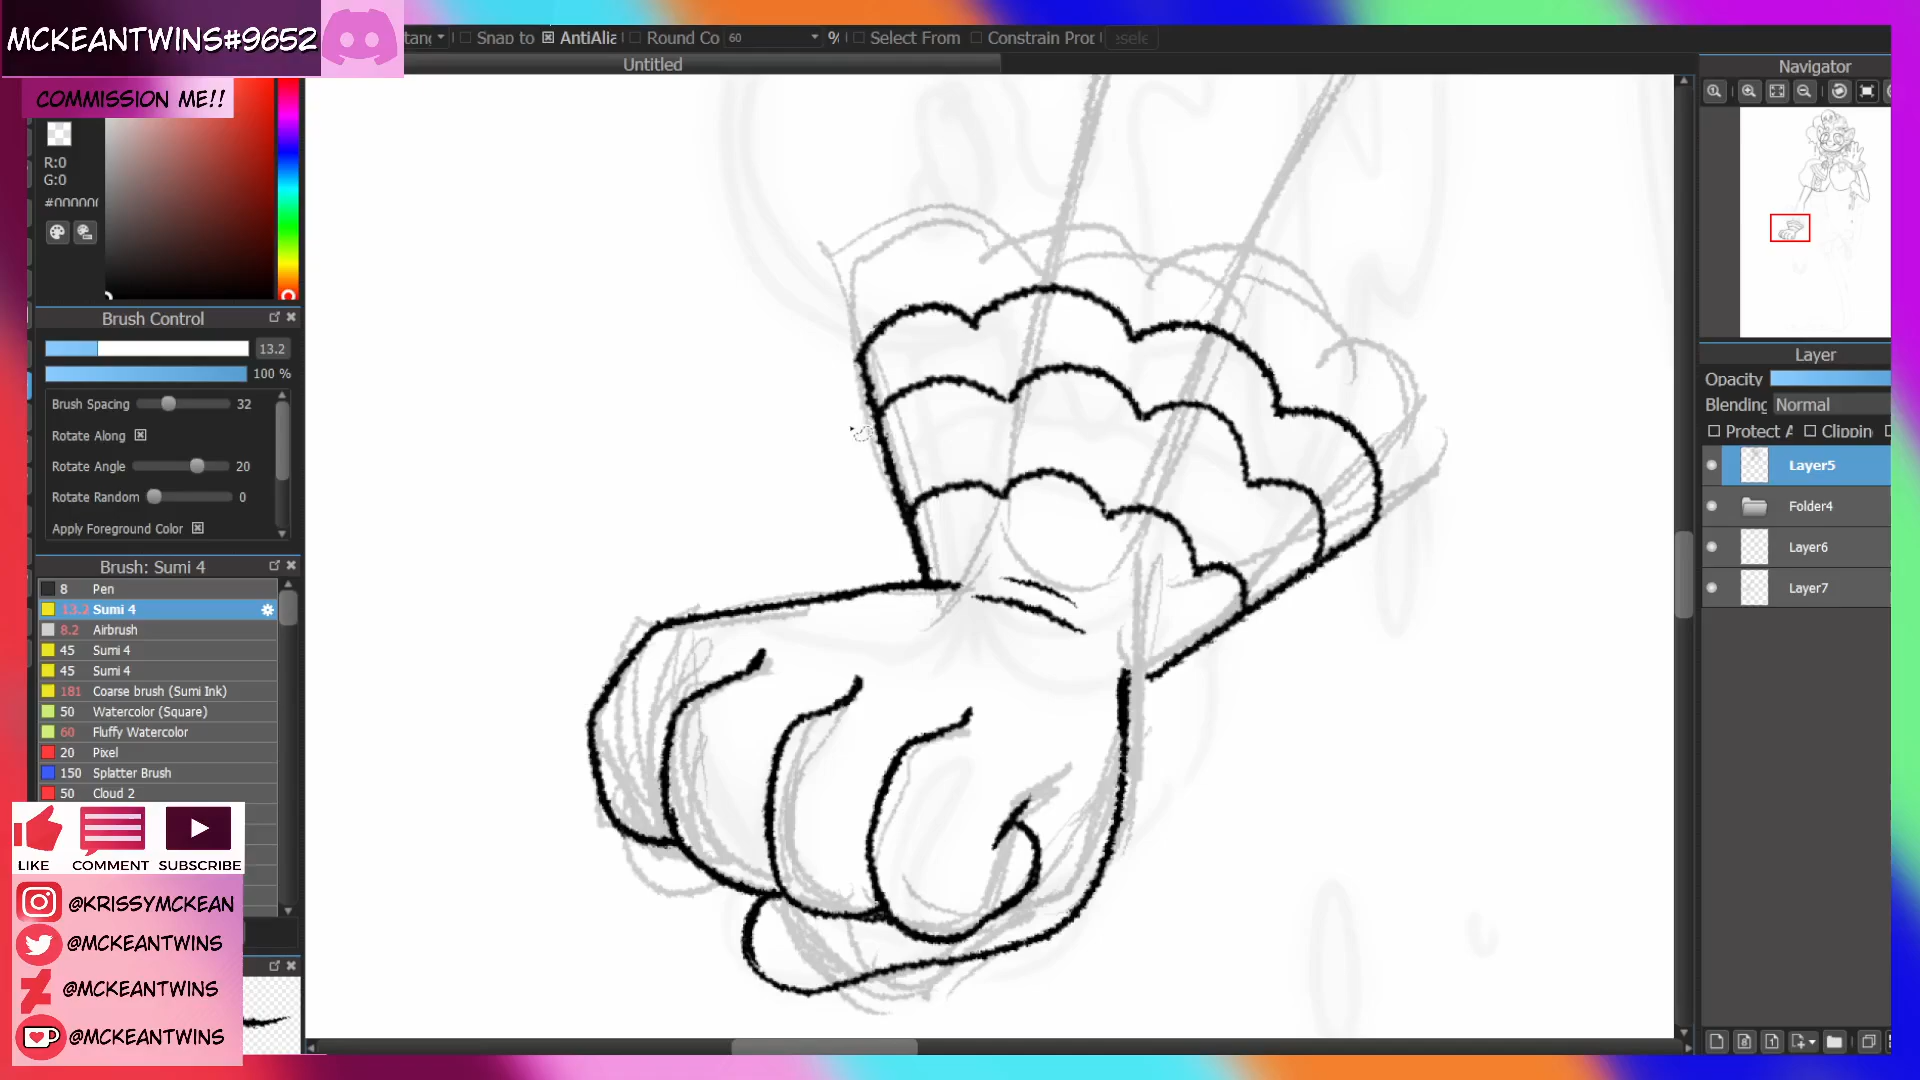 MCKEANTWINS#9652
COMMISSION ME!!
Snap to
AntiAlia
Round Co
60
%
Select From
Constrain Prop
Untitled
Navigator
R:0
G:0
Brush Control
13.2
100 %
Brush Spacing
32
Rotate Along
Rotate Angle
20
Rotate Random
0
Apply Foreground Color
Brush: Sumi 4
8 Pen
13.2 Sumi 4
8.2 Airbrush
45 Sumi 4
45 Sumi 4
181 Coarse brush (Sumi Ink)
50 Watercolor (Square)
60 Fluffy Watercolor
20 Pixel
150 Splatter Brush
50 Cloud 2
LIKE
COMMENT
SUBSCRIBE
@KRISSYMCKEAN
@MCKEANTWINS
@MCKEANTWINS
@MCKEANTWINS
Layer
Opacity
Blending
Normal
Protect A
Clipping
Layer5
Folder4
Layer6
Layer7